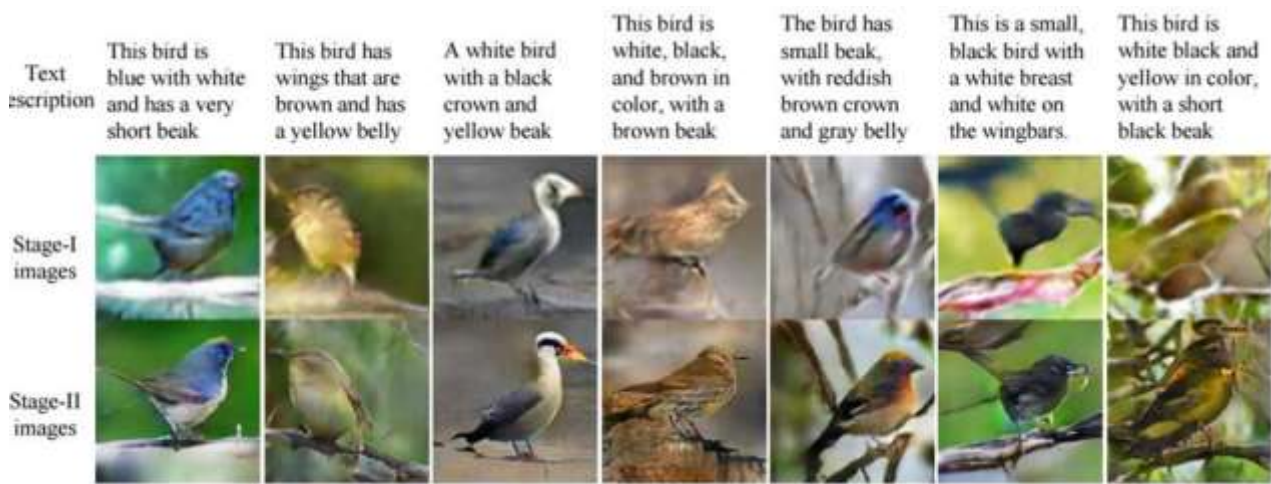 Text
escription
This bird is
blue with white
and has a very
short beak
This bird has
wings that are
brown and has
a yellow belly
A white bird
with a black
crown and
yellow beak
This bird is
white, black,
and brown in
color, with a
brown beak
The bird has
small beak,
with reddish
brown crown
and gray belly
This is a small,
black bird with
a white breast
and white on
the wingbars.
This bird is
white black and
yellow in color,
with a short
black beak
Stage-I
images
Stage-II
images